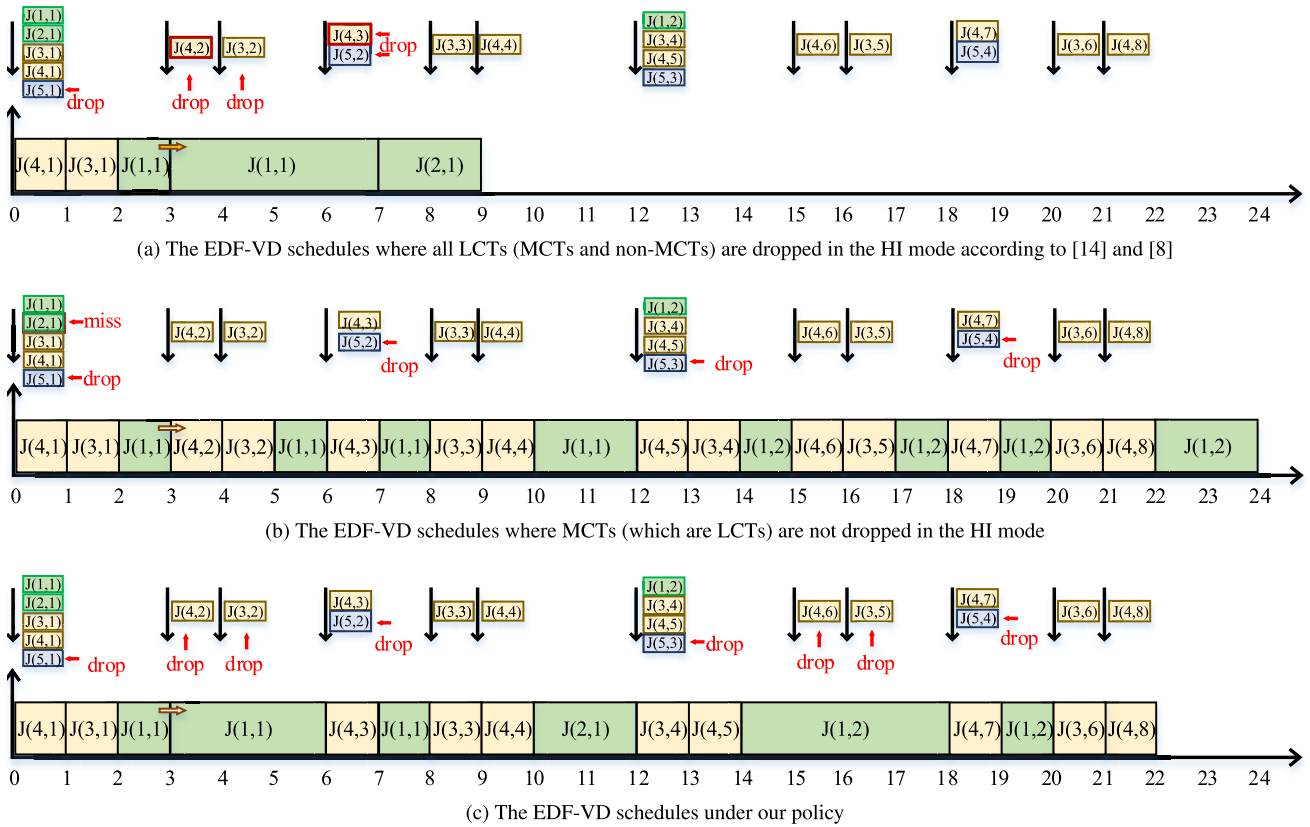 J(1,1)
J(2,1)
J(3,1)
J(4,1)
J(5,1)
drop
J(4,2)
drop
J(3,2)
drop
J(4,3)
J(5,2)
drop
J(3,3)
J(4,4)
J(1,2)
J(3,4)
J(4,5)
J(5,3)
J(4,6)
J(3,5)
J(4,7)
J(5,4)
J(3,6)
J(4,8)
J(4,1) J(3,1) J(1,1) J(1,1) J(2,1)
0 1 2 3 4 5 6 7 8 9 10 11 12 13 14 15 16 17 18 19 20 21 22 23 24
(a) The EDF-VD schedules where all LCTs (MCTs and non-MCTs) are dropped in the HI mode according to [14] and [8]
J(1,1)
J(2,1)
miss
J(3,1)
J(4,1)
J(5,1)
drop
J(4,2)
J(3,2)
J(4,3)
J(5,2)
drop
J(3,3)
J(4,4)
J(1,2)
J(3,4)
J(4,5)
J(5,3)
drop
J(4,6)
J(3,5)
J(4,7)
J(5,4)
drop
J(3,6)
J(4,8)
J(4,1) J(3,1) J(1,1) J(4,2) J(3,2) J(1,1) J(4,3) J(1,1) J(3,3) J(4,4) J(1,1) J(4,5) J(3,4) J(1,2) J(4,6) J(3,5) J(1,2) J(4,7) J(1,2) J(3,6) J(4,8) J(1,2)
0 1 2 3 4 5 6 7 8 9 10 11 12 13 14 15 16 17 18 19 20 21 22 23 24
(b) The EDF-VD schedules where MCTs (which are LCTs) are not dropped in the HI mode
J(1,1)
J(2,1)
J(3,1)
J(4,1)
J(5,1)
drop
J(4,2)
drop
J(3,2)
drop
J(4,3)
J(5,2)
drop
J(3,3)
J(4,4)
J(1,2)
J(3,4)
J(4,5)
J(5,3)
drop
J(4,6)
drop
J(3,5)
drop
J(4,7)
J(5,4)
drop
J(3,6)
J(4,8)
J(4,1) J(3,1) J(1,1) J(1,1) J(4,3) J(1,1) J(3,3) J(4,4) J(2,1) J(3,4) J(4,5) J(1,2) J(4,7) J(1,2) J(3,6) J(4,8)
0 1 2 3 4 5 6 7 8 9 10 11 12 13 14 15 16 17 18 19 20 21 22 23 24
(c) The EDF-VD schedules under our policy